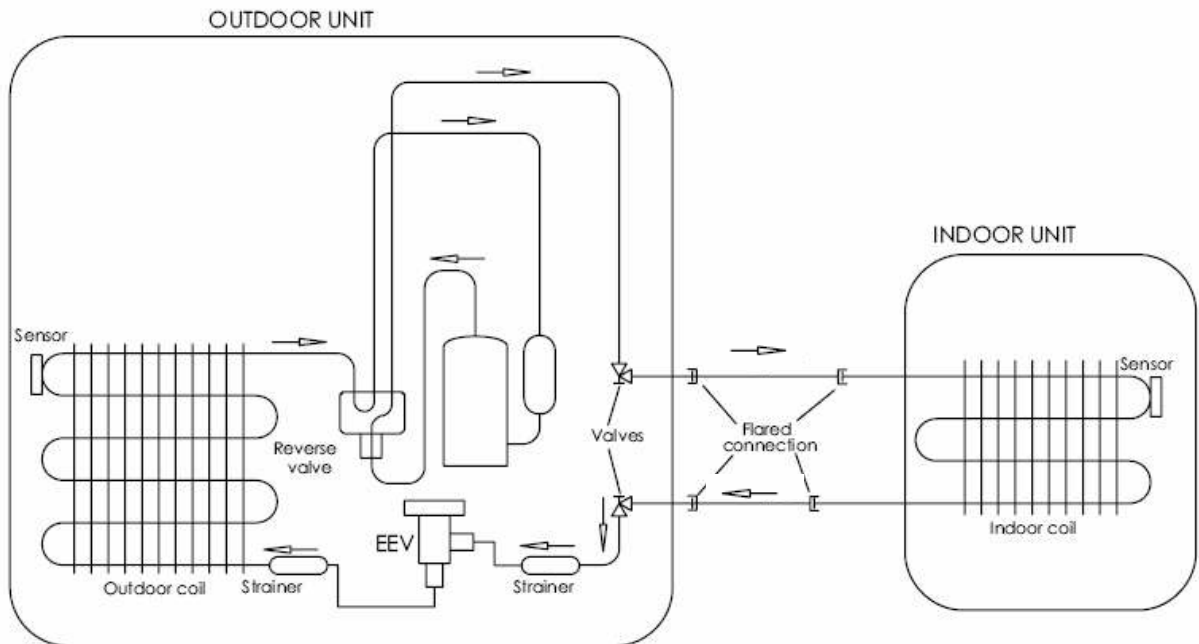 OUTDOOR UNIT
INDOOR UNIT
Sensor
Sensor
Reverse
valve
Valves
Flared
connection
EEV
Outdoor coil
Strainer
Strainer
Indoor coil